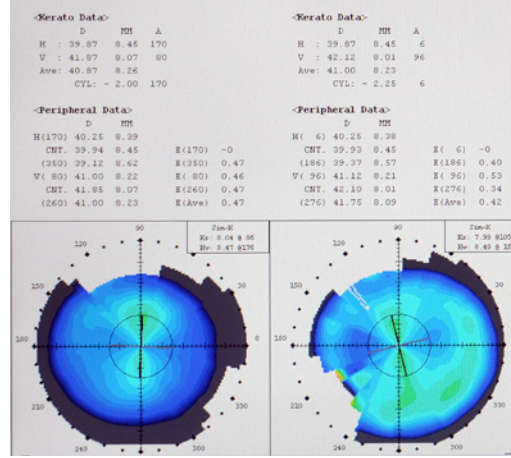 <Kerato Data>
D MM A
H : 39.87 8.45 170
V : 41.87 8.07 80
Ave: 40.87 8.26
CYL: - 2.00 170
<Peripheral Data>
D MM
H(170) 40.25 8.39
CNT. 39.94 8.45 E(170) -0
(350) 39.12 8.62 E(350) 0.47
V( 80) 41.00 8.22 E( 80) 0.46
CNT. 41.85 8.07 E(260) 0.47
(260) 41.00 8.23 E(Ave) 0.47
Sim-K
Ks: 8.04 @ 86
90
120
150
180
210
240
300
330
0
<Kerato Data>
D MM A
H : 39.87 8.45 6
V : 42.12 8.01 96
Ave: 41.00 8.23
CYL: - 2.25 6
<Peripheral Data>
D MM
H( 6) 40.25 8.38
CNT. 39.93 8.45 E( 6) -0
(186) 39.37 8.57 E(186) 0.40
V( 96) 41.12 8.21 E( 96) 0.53
CNT. 42.10 8.01 E(276) 0.34
(276) 41.75 8.09 E(Ave) 0.42
Sim-K
Ks: 7.99 @105
90
120
150
180
210
240
300
330